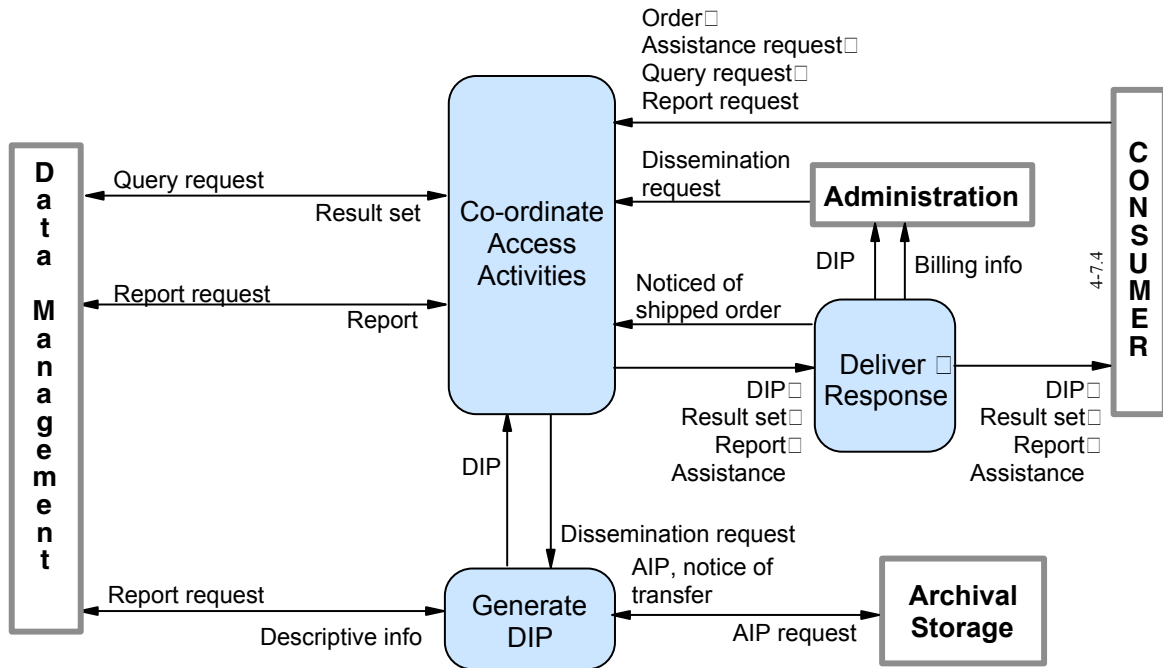 Order□
Assistance request□
Query request□
Report request
Data Management
Query request
Result set
Report request
Report
Co-ordinate
Access
Activities
Dissemination
request
Administration
DIP
Billing info
Noticed of
shipped order
Deliver □
Response
DIP□
Result set□
Report□
Assistance
DIP□
Result set□
Report□
Assistance
4-7.4
CONSUMER
DIP
Dissemination request
Report request
Descriptive info
Generate
DIP
AIP, notice of
transfer
AIP request
Archival
Storage